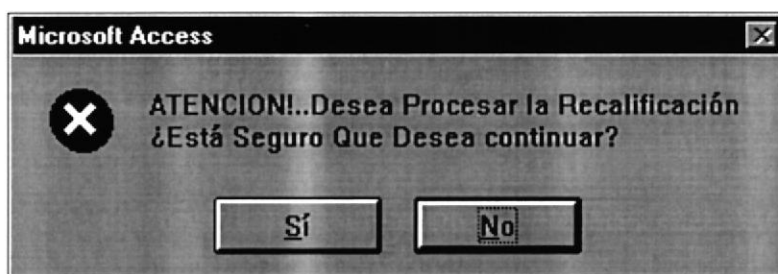 Microsoft Access
ATENCION!..Desea Procesar la Recalificación
¿Está Seguro Que Desea continuar?
Sí
No